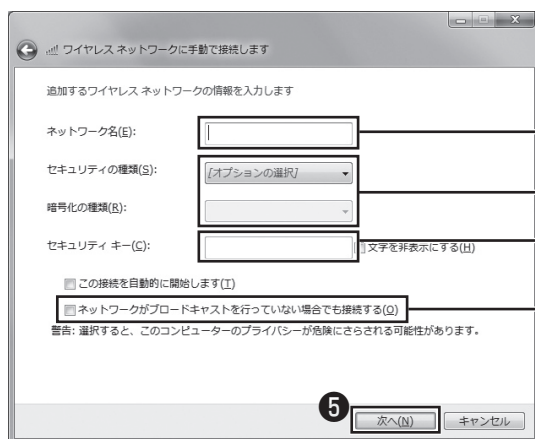 ワイヤレス ネットワークに手動で接続します
追加するワイヤレス ネットワークの情報を入力します
ネットワーク名(E):
セキュリティの種類(S): [オプションの選択]
暗号化の種類(R):
セキュリティ キー(C): 文字を非表示にする(H)
この接続を自動的に開始します(T)
ネットワークがブロードキャストを行っていない場合でも接続する(O)
警告: 選択すると、このコンピューターのプライバシーが危険にさらされる可能性があります。
❺ 次へ(N) キャンセル